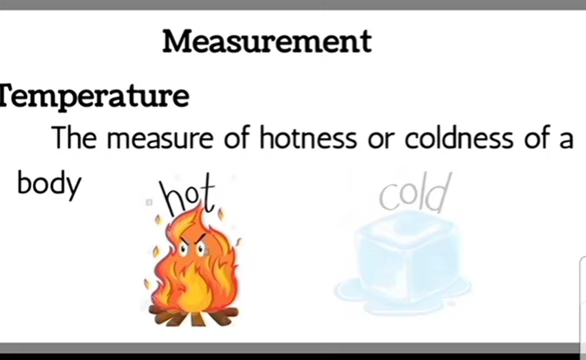 Measurement
Temperature
The measure of hotness or coldness of a
body
hot
cold